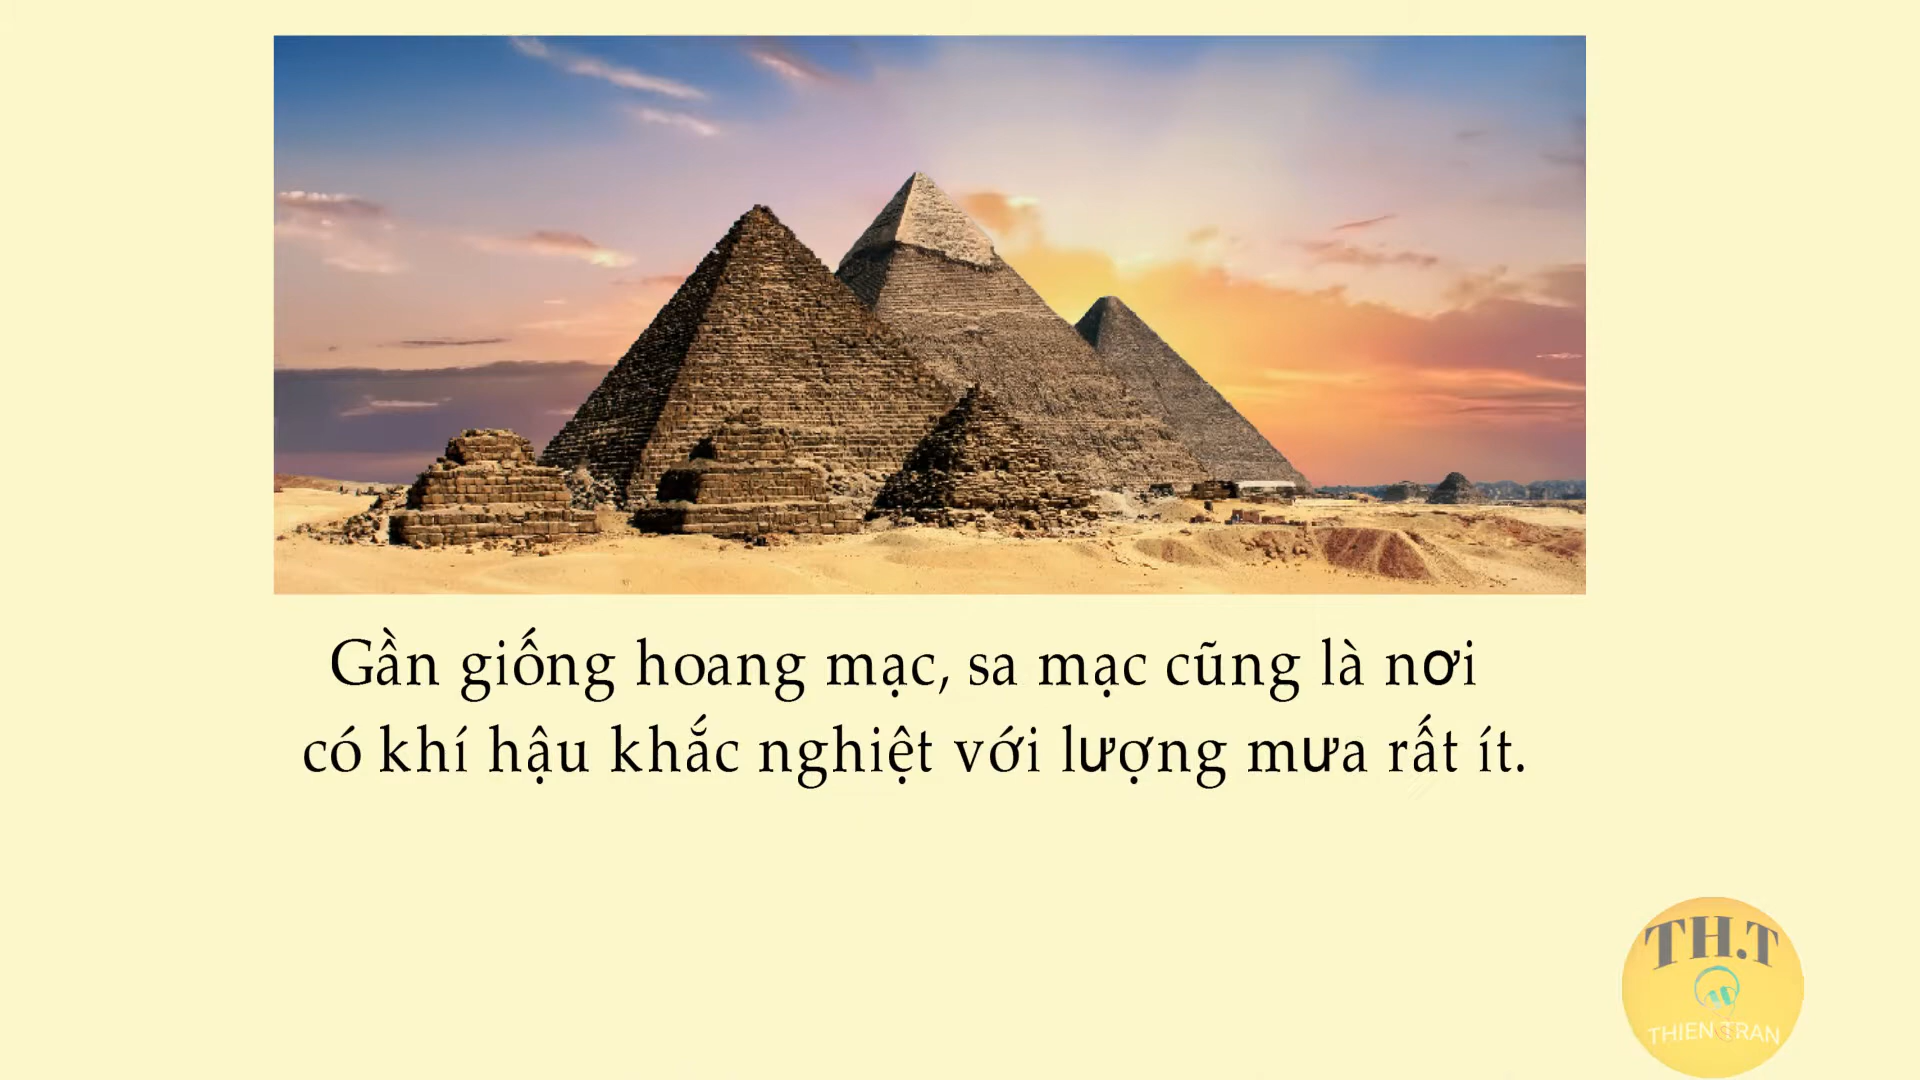 Gần giống hoang mạc, sa mạc cũng là nơi
có khí hậu khắc nghiệt với lượng mưa rất ít.
TH.T
THIEN TRAN